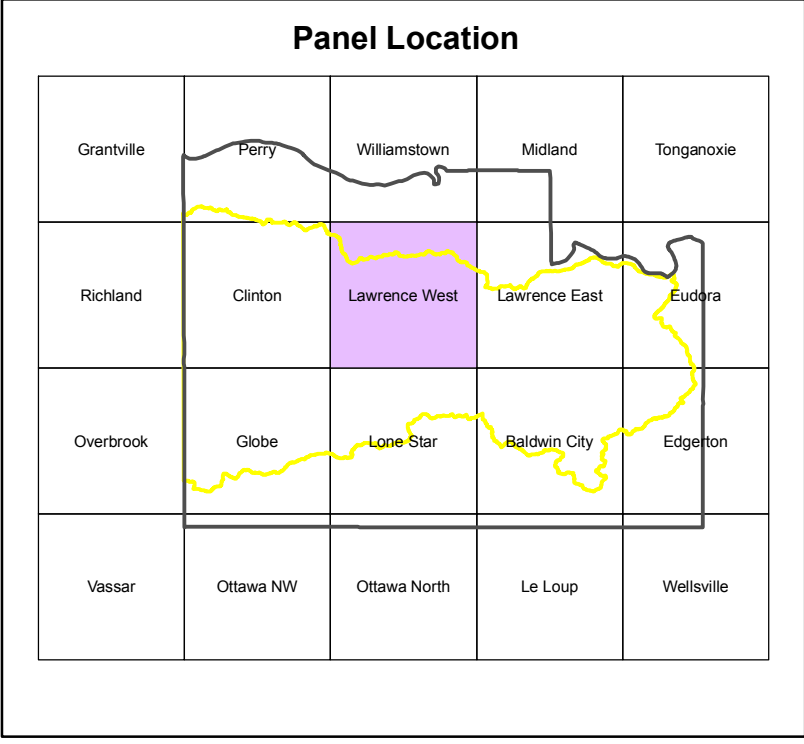 Panel Location
Grantville Perry Williamstown Midland Tonganoxie
Richland Clinton Lawrence West Lawrence East Eudora
Overbrook Globe Lone Star Baldwin City Edgerton
Vassar Ottawa NW Ottawa North Le Loup Wellsville